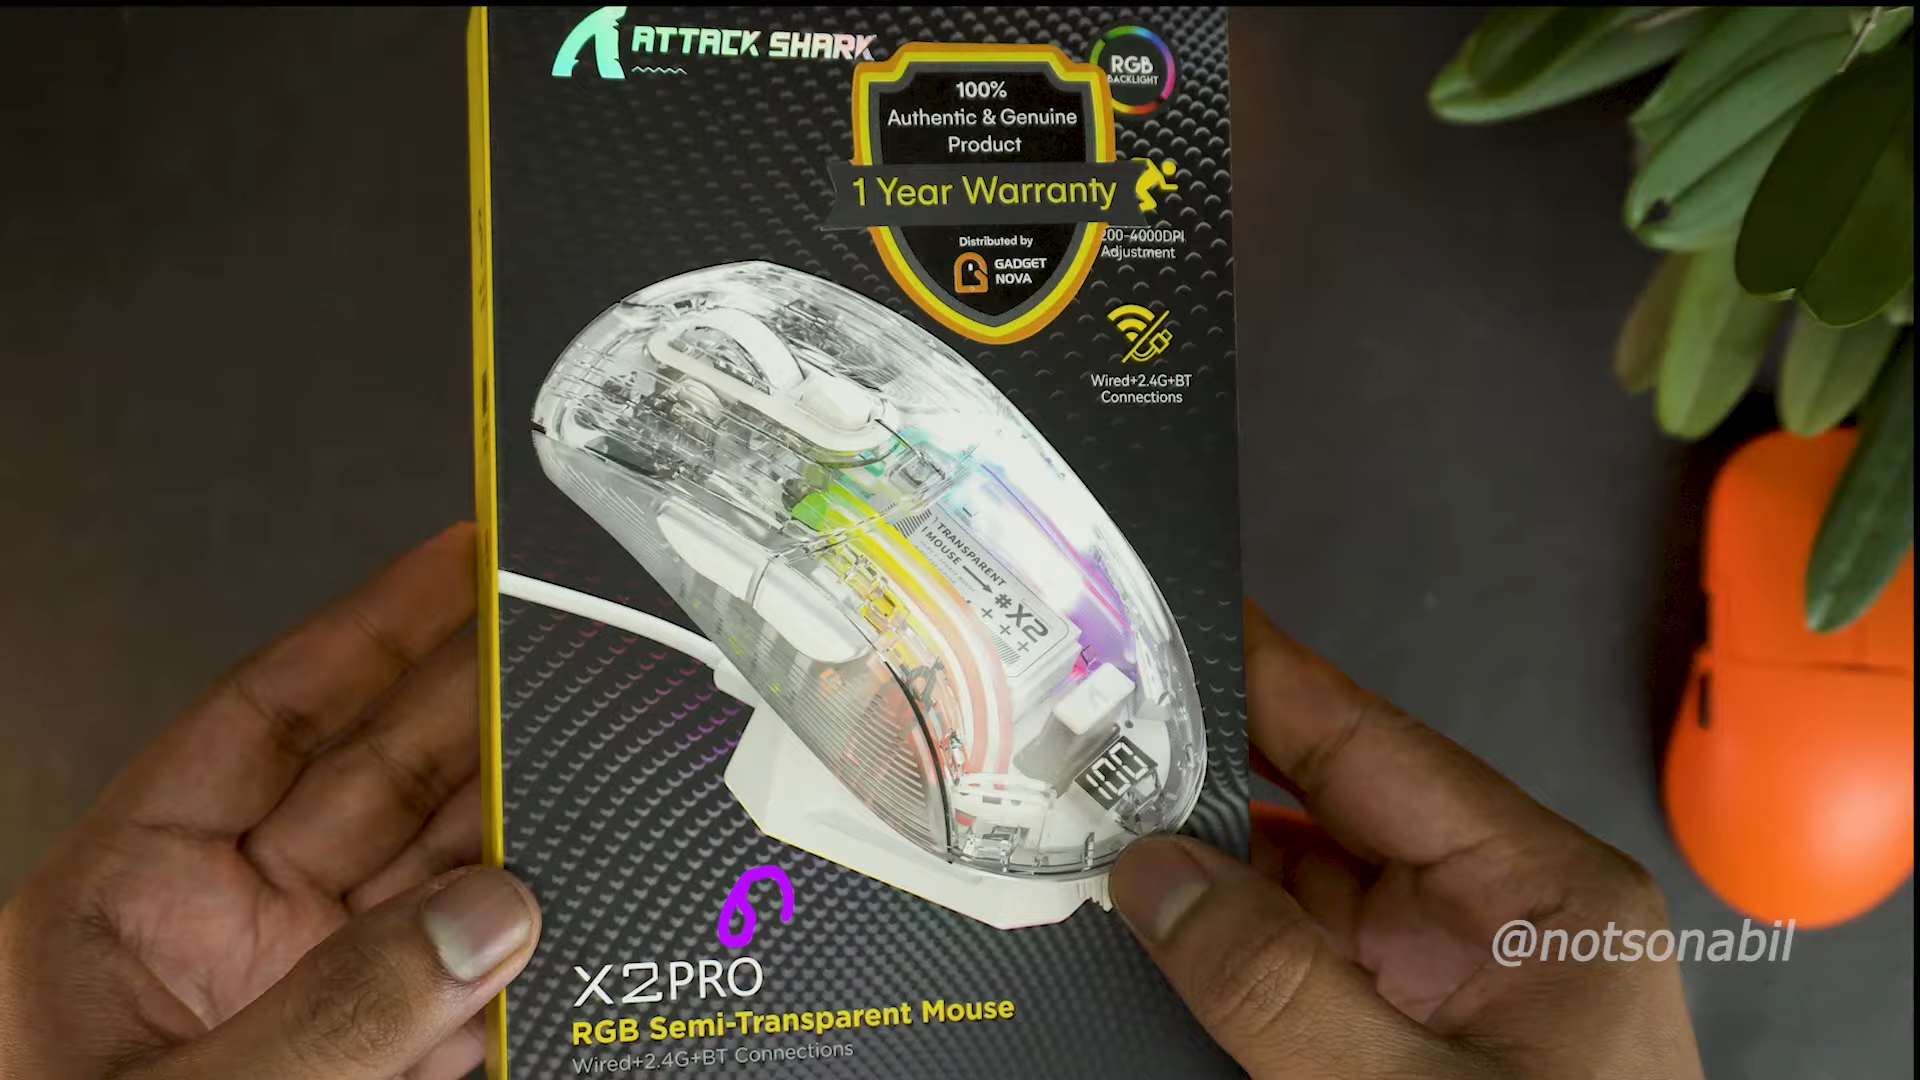 ATTACK SHARK
RGB
BACKLIGHT
100%
Authentic & Genuine
Product
1 Year Warranty
Distributed by
GADGET
NOVA
200-4000DPI
Adjustment
Wired+2.4G+BT
Connections
TRANSPARENT
MOUSE
#X2
100
@notsonabil
X2PRO
RGB Semi-Transparent Mouse
Wired+2.4G+BT Connections